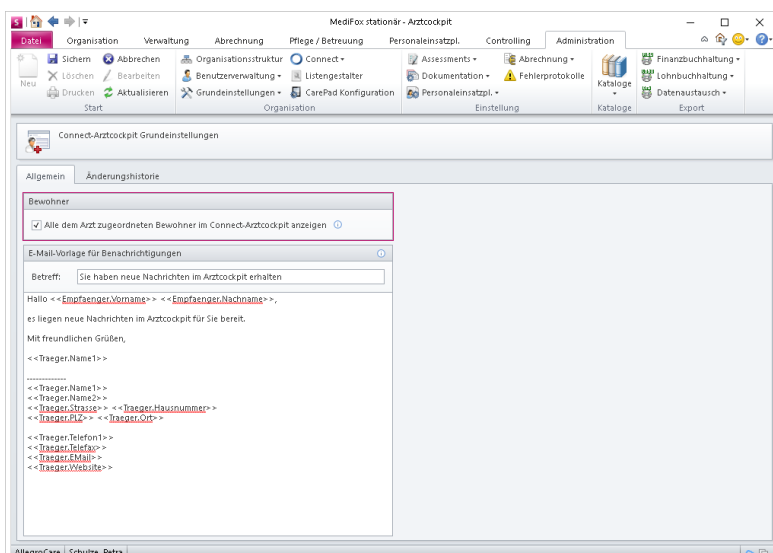 MediFox stationär - Arztcockpit
Datei Organisation Verwaltung Abrechnung Pflege / Betreuung Personaleinsatzpl. Controlling Administration
Neu
Sichern Abbrechen
Löschen Bearbeiten
Drucken Aktualisieren
Start
Organisationsstruktur Connect
Benutzerverwaltung Listengestalter
Grundeinstellungen CarePad Konfiguration
Organisation
Assessments Abrechnung
Dokumentation Fehlerprotokolle
Personaleinsatzpl.
Einstellung
Kataloge
Kataloge
Finanzbuchhaltung
Lohnbuchhaltung
Datenaustausch
Export
Connect-Arztcockpit Grundeinstellungen
Allgemein Änderungshistorie
Bewohner
Alle dem Arzt zugeordneten Bewohner im Connect-Arztcockpit anzeigen
E-Mail-Vorlage für Benachrichtigungen
Betreff: Sie haben neue Nachrichten im Arztcockpit erhalten
Hallo <<Empfaenger.Vorname>> <<Empfaenger.Nachname>>,
es liegen neue Nachrichten im Arztcockpit für Sie bereit.
Mit freundlichen Grüßen,
<<Traeger.Name1>>
-------------
<<Traeger.Name1>>
<<Traeger.Name2>>
<<Traeger.Strasse>> <<Traeger.Hausnummer>>
<<Traeger.PLZ>> <<Traeger.Ort>>
<<Traeger.Telefon1>>
<<Traeger.Telefax>>
<<Traeger.EMail>>
<<Traeger.Website>>
AllegroCare Schulze, Petra